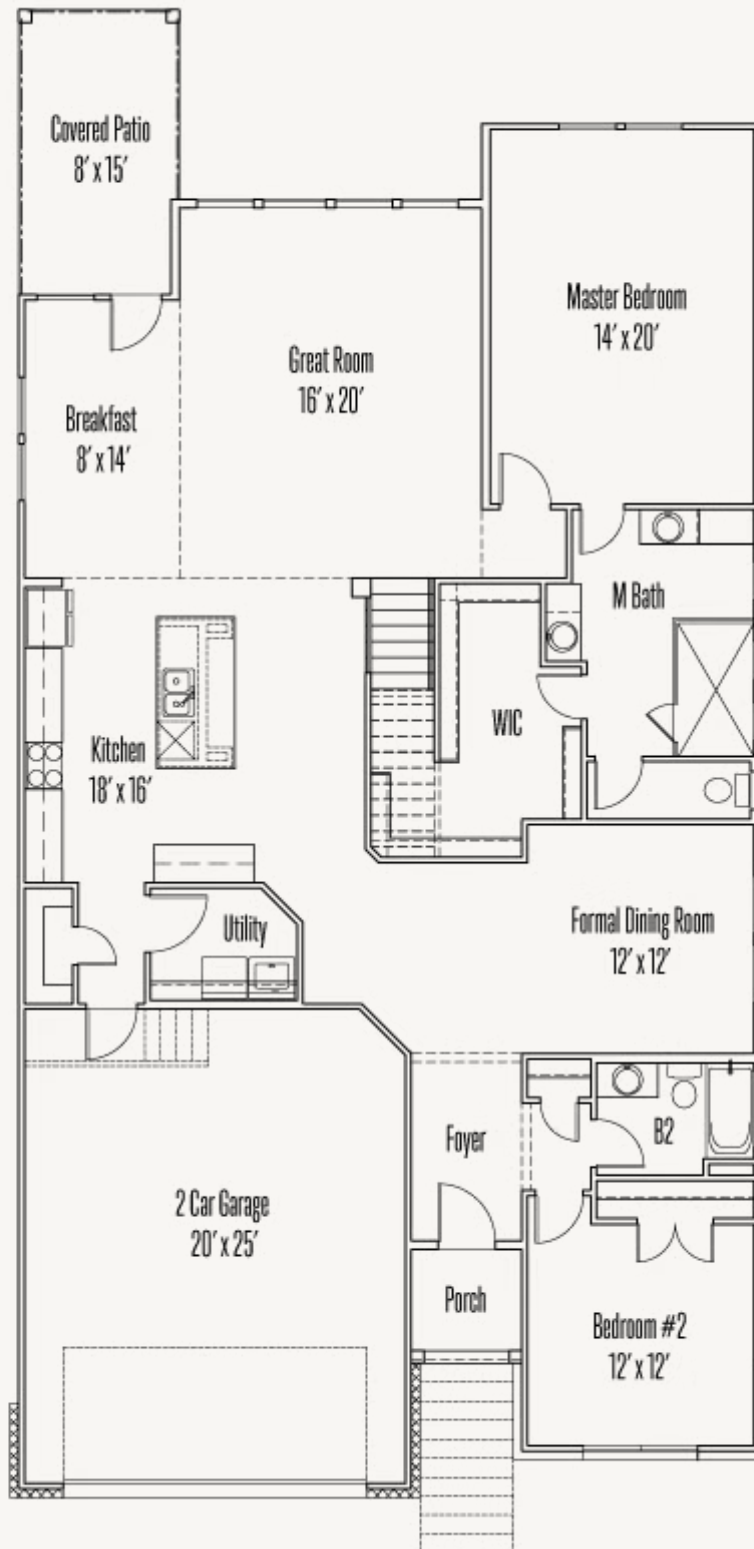 Covered Patio
8' x 15'
Master Bedroom
14' x 20'
Great Room
16' x 20'
Breakfast
8' x 14'
M Bath
WIC
Kitchen
18' x 16'
Utility
Formal Dining Room
12' x 12'
Foyer
B2
2 Car Garage
20' x 25'
Porch
Bedroom #2
12' x 12'